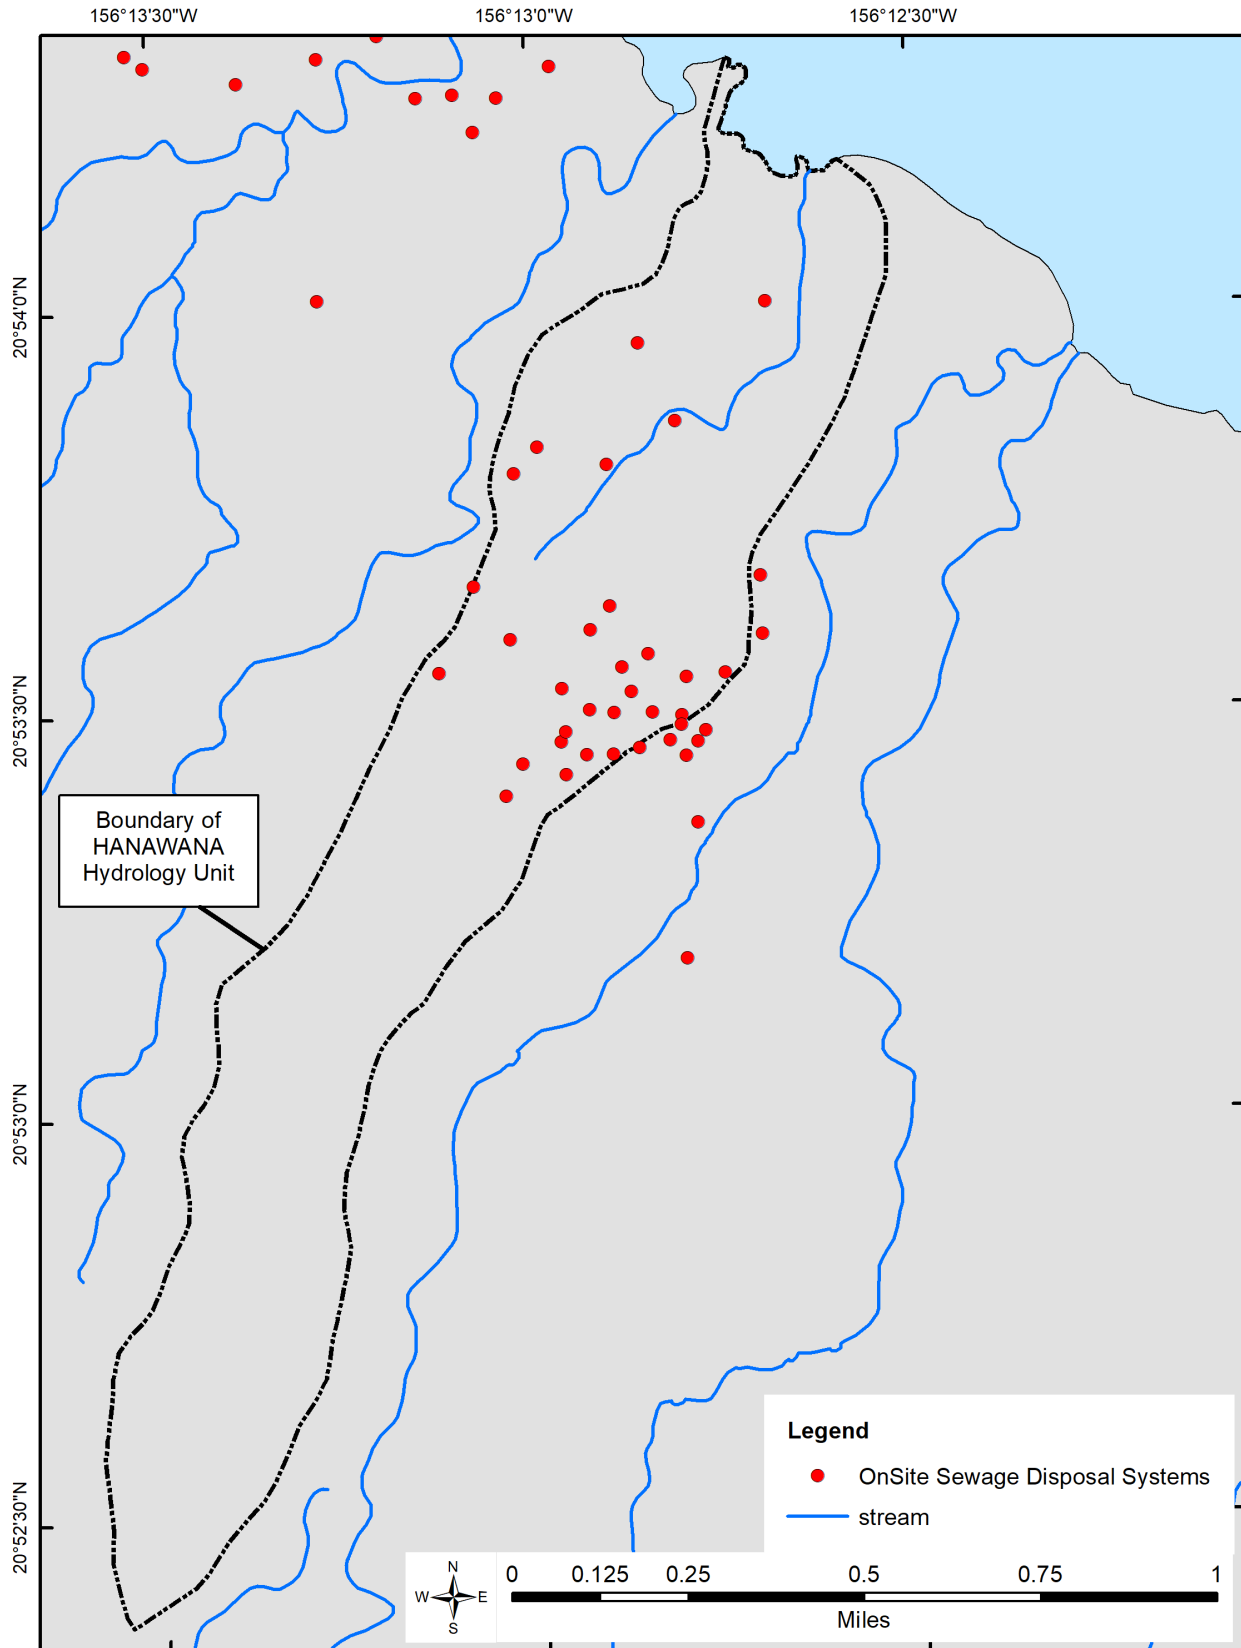 156°13'30"W
156°13'0"W
156°12'30"W
20°54'0"N
20°53'30"N
20°53'0"N
20°52'30"N
Boundary of
HANAWANA
Hydrology Unit
Legend
OnSite Sewage Disposal Systems
stream
N
W
E
S
0 0.125 0.25 0.5 0.75 1
Miles